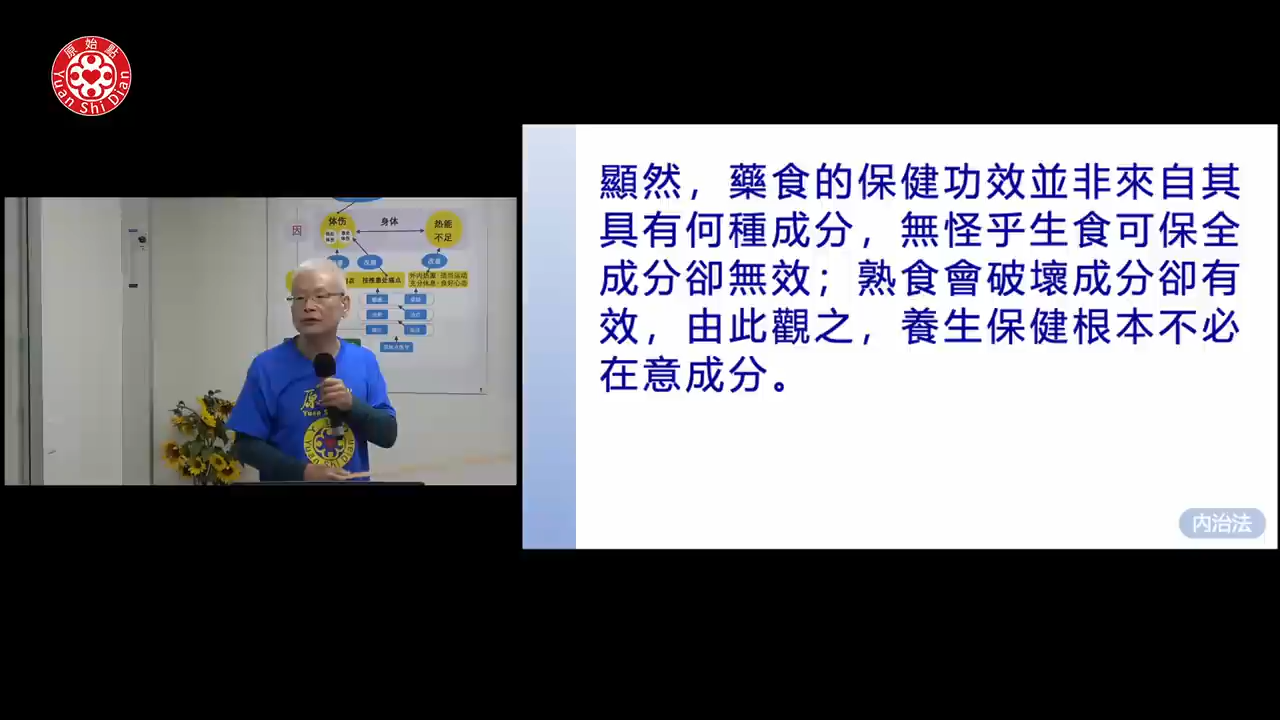 原始點
Yuan Shi Dian
顯然，藥食的保健功效並非來自其
具有何種成分，無怪乎生食可保全
成分卻無效；熟食會破壞成分卻有
效，由此觀之，養生保健根本不必
在意成分。
內治法
因
体伤
身体
热能
不足